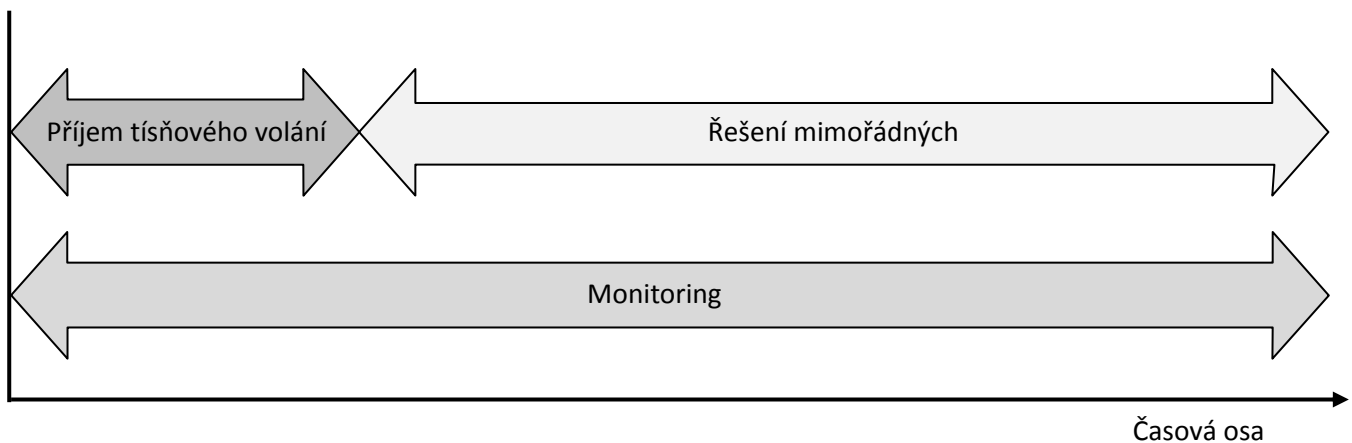 Příjem tísňového volání
Řešení mimořádných
Monitoring
Časová osa